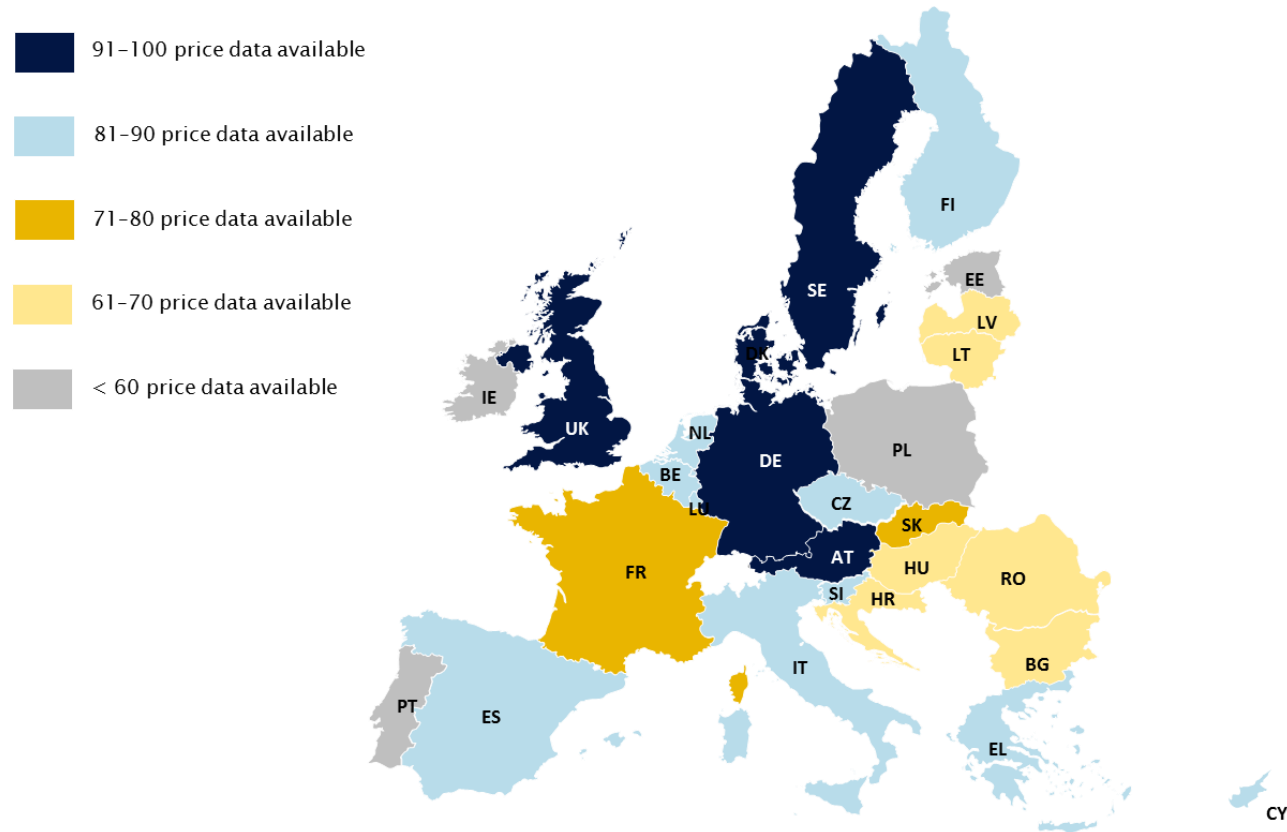 91-100 price data available
81-90 price data available
71-80 price data available
61-70 price data available
< 60 price data available
FI
EE
SE
LV
LT
DK
IE
UK
NL
DE
PL
BE
CZ
LU
SK
AT
FR
HU
RO
SI
HR
IT
BG
PT
ES
EL
CY